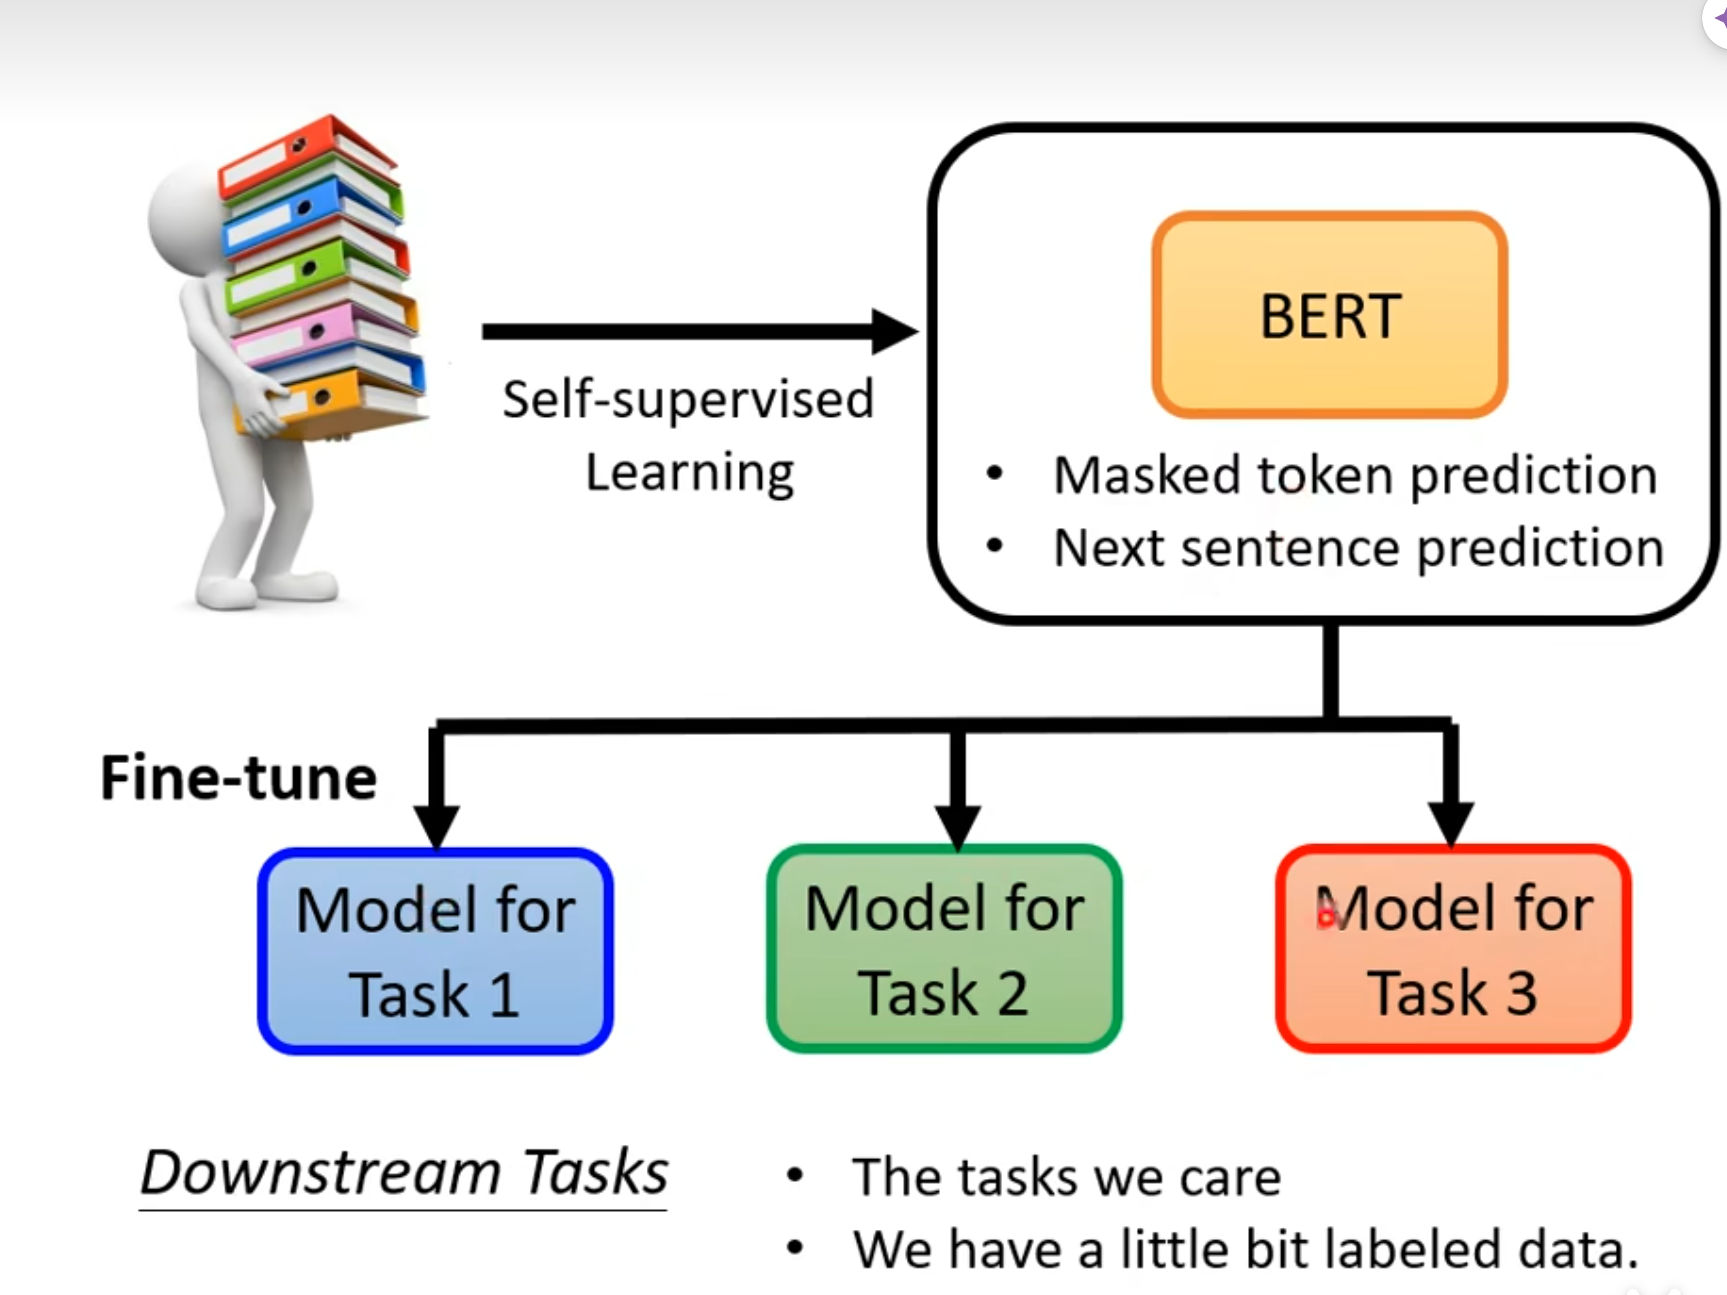 BERT
Self-supervised
Learning
• Masked token prediction
• Next sentence prediction
Fine-tune
Model for
Task 1
Model for
Task 2
Model for
Task 3
Downstream Tasks
• The tasks we care
• We have a little bit labeled data.